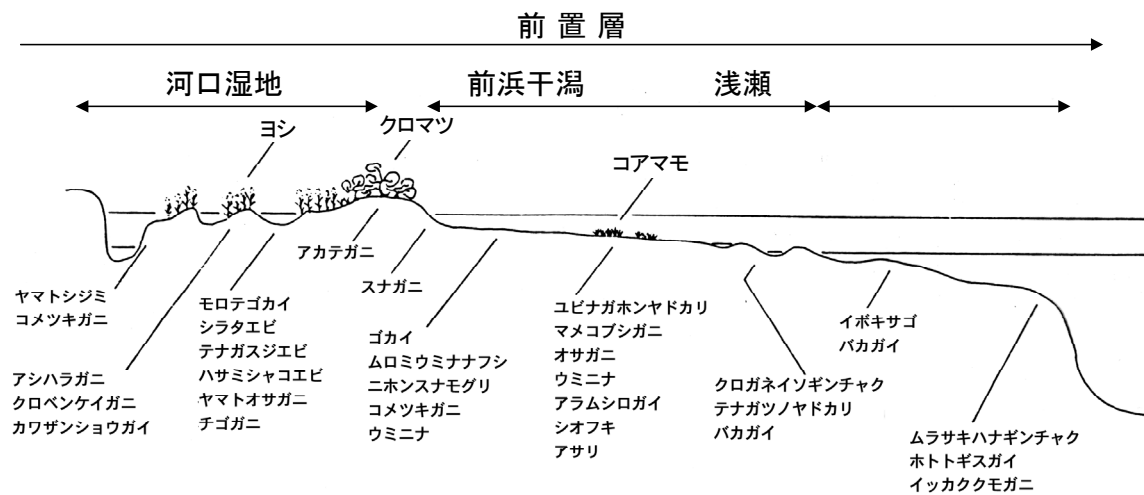 前置層
河口湿地
前浜干潟
浅瀬
ヨシ
クロマツ
コアマモ
アカテガニ
スナガニ
ヤマトシジミ
コメツキガニ
アシハラガニ
クロベンケイガニ
カワザンショウガイ
モロテゴカイ
シラタエビ
テナガスジエビ
ハサミシャコエビ
ヤマトオサガニ
チゴガニ
ゴカイ
ムロミウミナナフシ
ニホンスナモグリ
コメツキガニ
ウミニナ
ユビナガホンヤドカリ
マメコブシガニ
オサガニ
ウミニナ
アラムシロガイ
シオフキ
アサリ
クロガネイソギンチャク
テナガツノヤドカリ
バカガイ
イボキサゴ
バカガイ
ムラサキハナギンチャク
ホトトギスガイ
イッカククモガニ